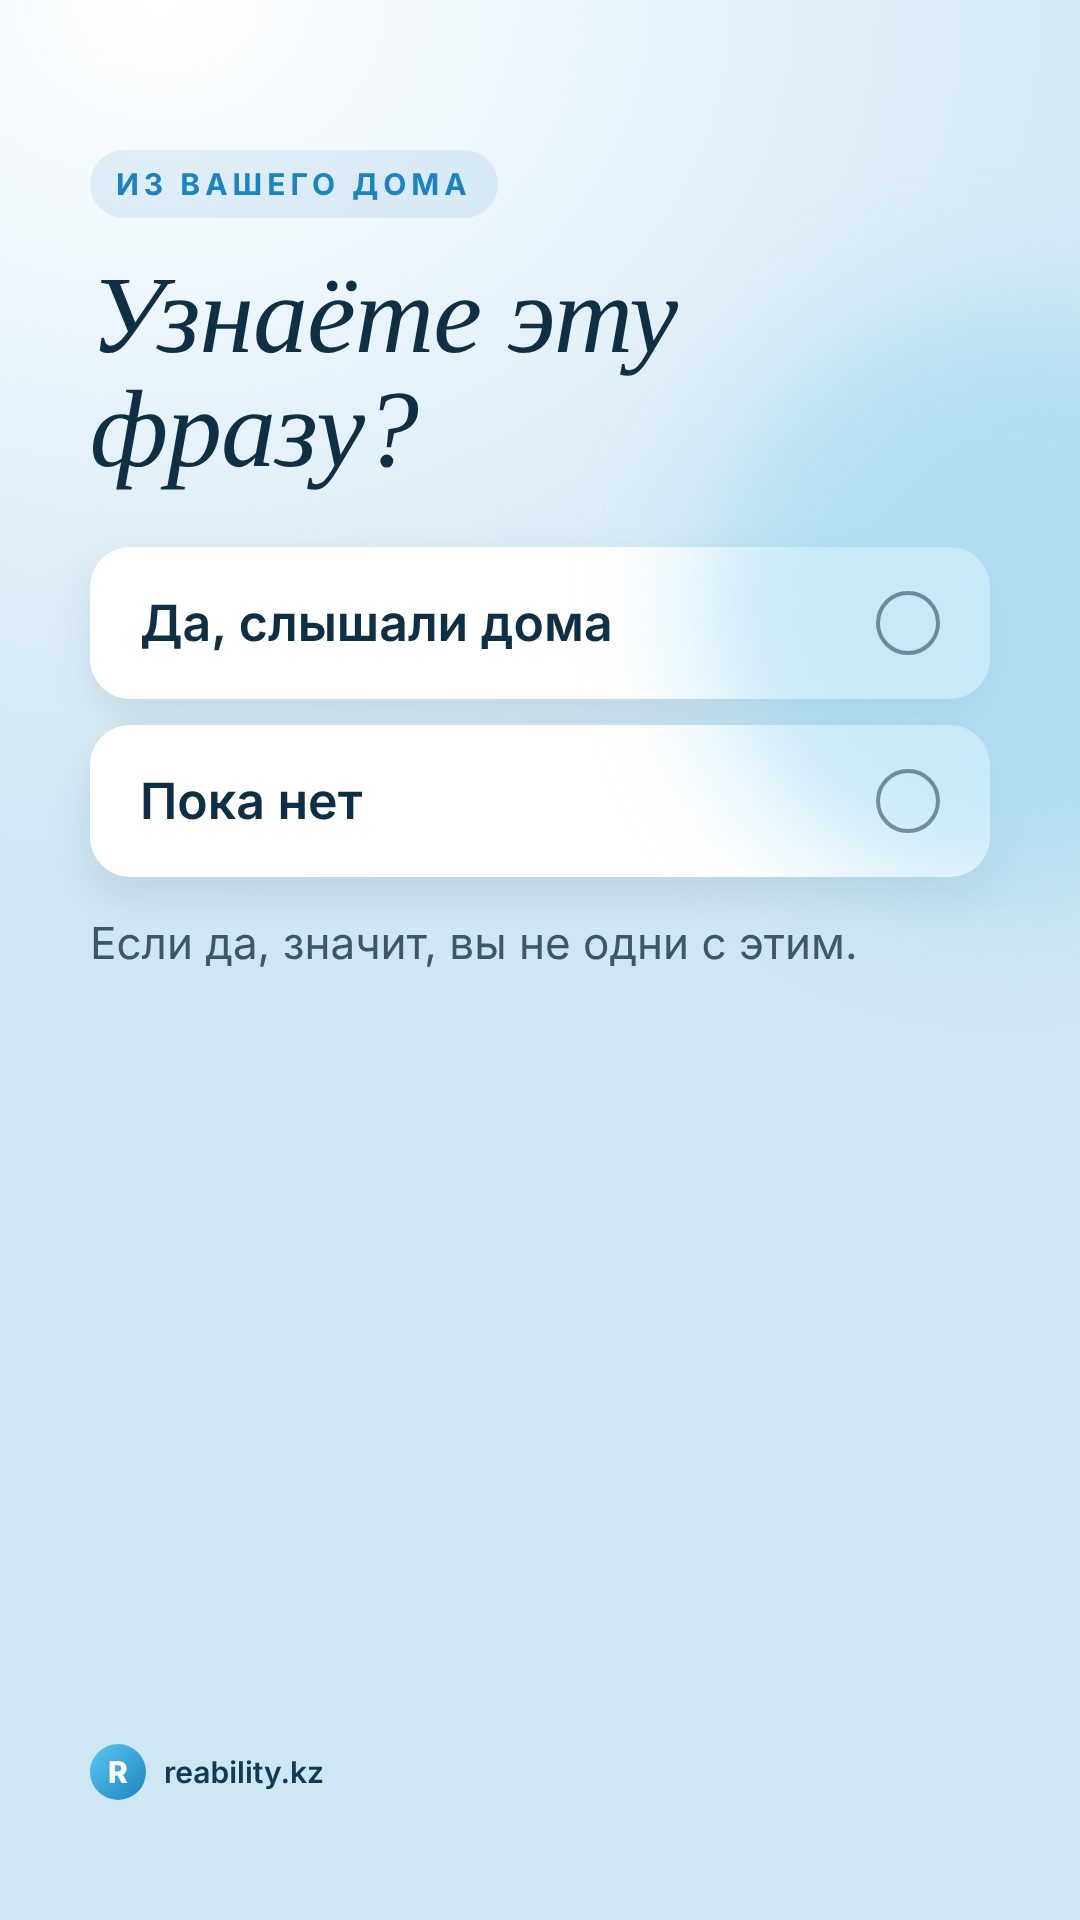 ИЗ ВАШЕГО ДОМА
Узнаёте эту
фразу?
Да, слышали дома
Пока нет
Если да, значит, вы не одни с этим.
R reability.kz